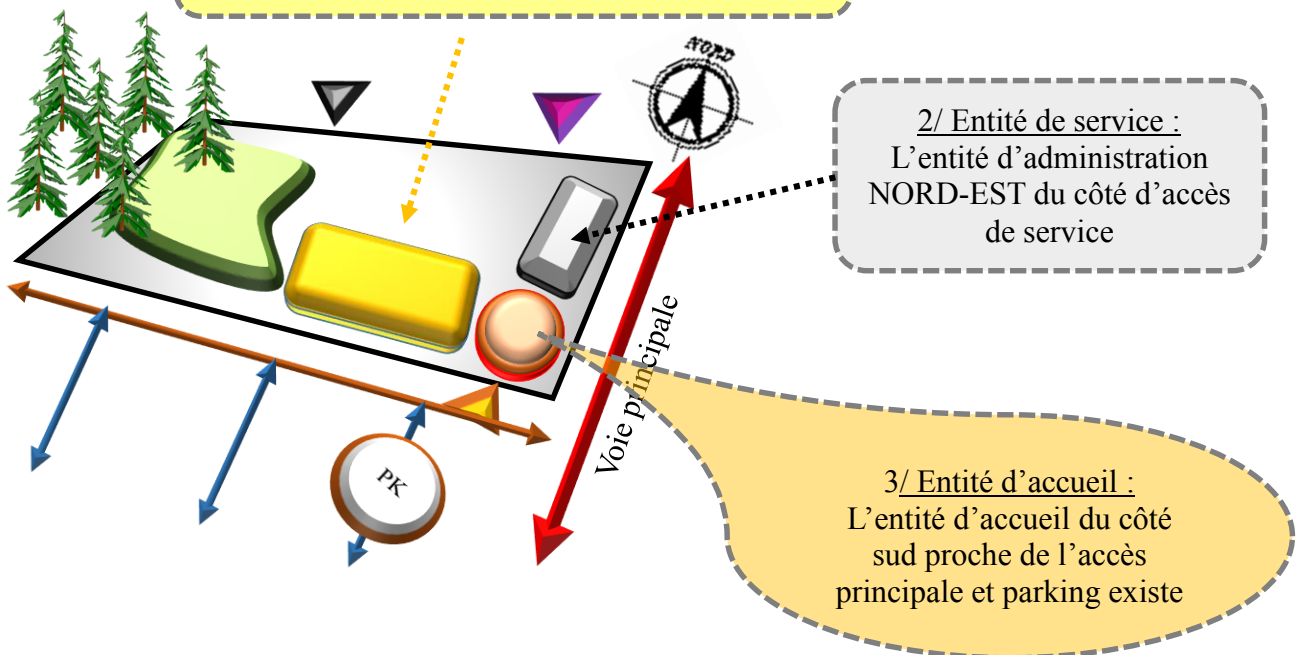 NORD
2/ Entité de service :
L’entité d’administration
NORD-EST du côté d’accès
de service
Voie principale
PK
3/ Entité d’accueil :
L’entité d’accueil du côté
sud proche de l’accès
principale et parking existe